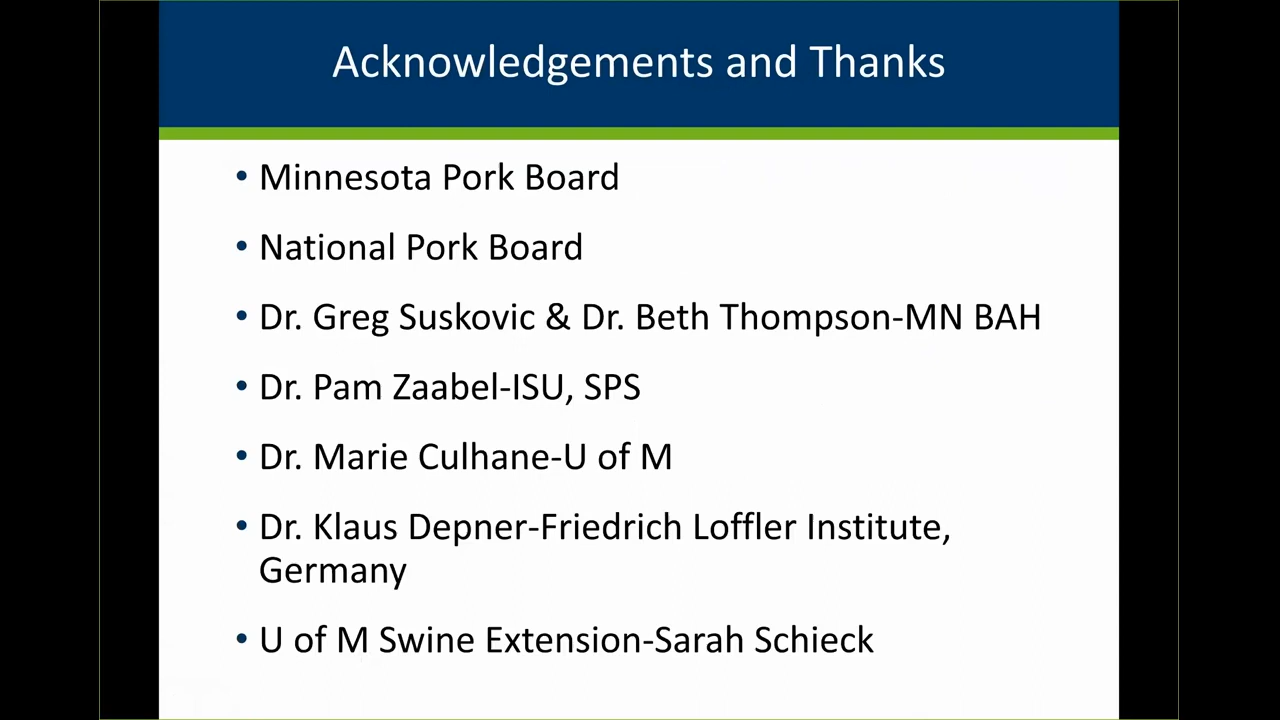 Acknowledgements and Thanks
• Minnesota Pork Board
• National Pork Board
• Dr. Greg Suskovic & Dr. Beth Thompson-MN BAH
• Dr. Pam Zaabel-ISU, SPS
• Dr. Marie Culhane-U of M
• Dr. Klaus Depner-Friedrich Loffler Institute,
Germany
• U of M Swine Extension-Sarah Schieck